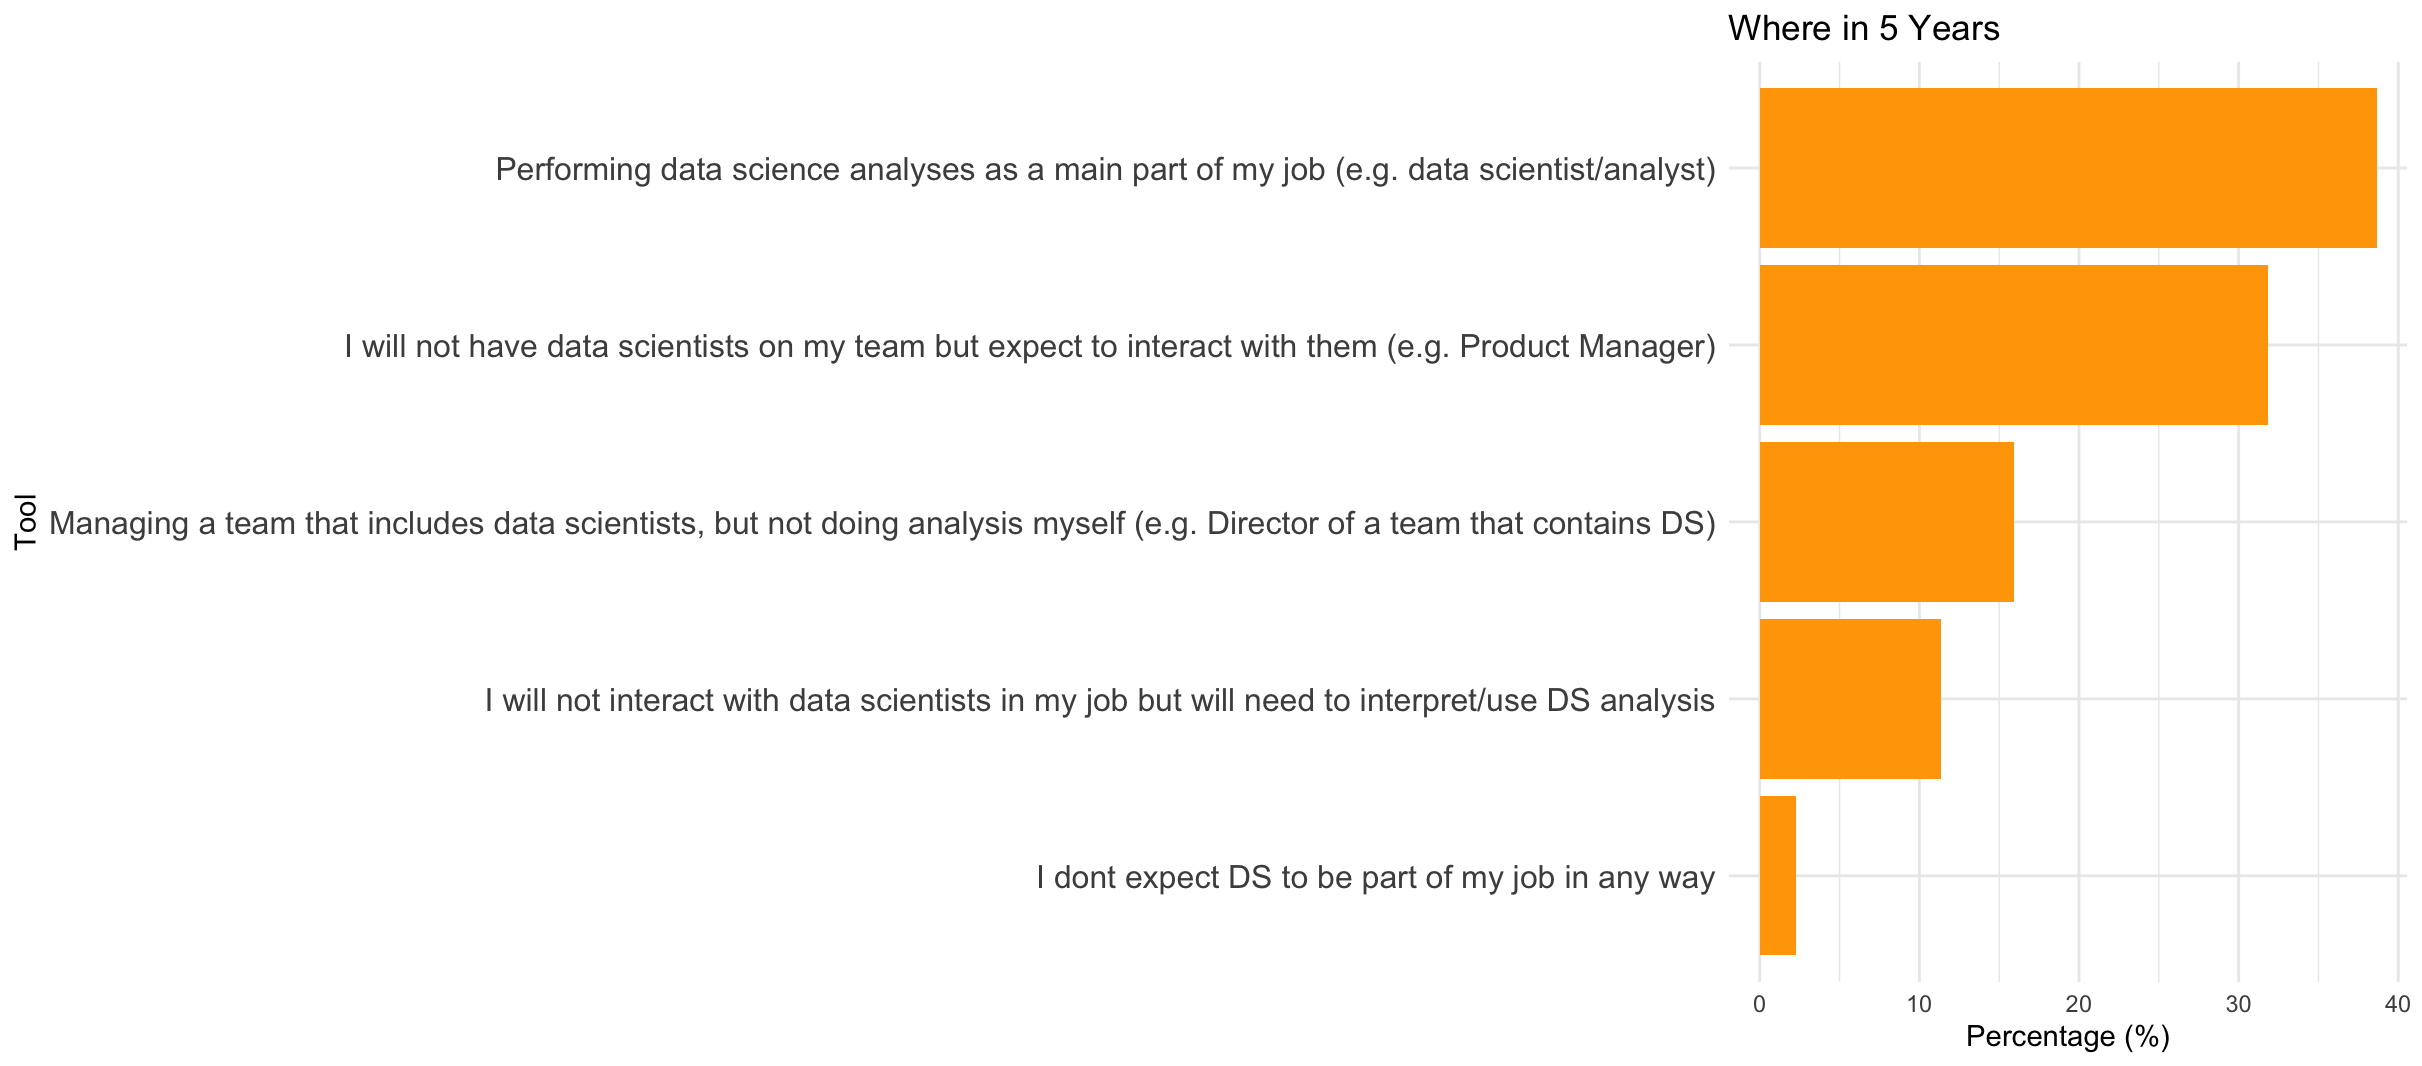 Where in 5 Years
Performing data science analyses as a main part of my job (e.g. data scientist/analyst)
I will not have data scientists on my team but expect to interact with them (e.g. Product Manager)
Tool
Managing a team that includes data scientists, but not doing analysis myself (e.g. Director of a team that contains DS)
I will not interact with data scientists in my job but will need to interpret/use DS analysis
I dont expect DS to be part of my job in any way
0 10 20 30 40
Percentage (%)